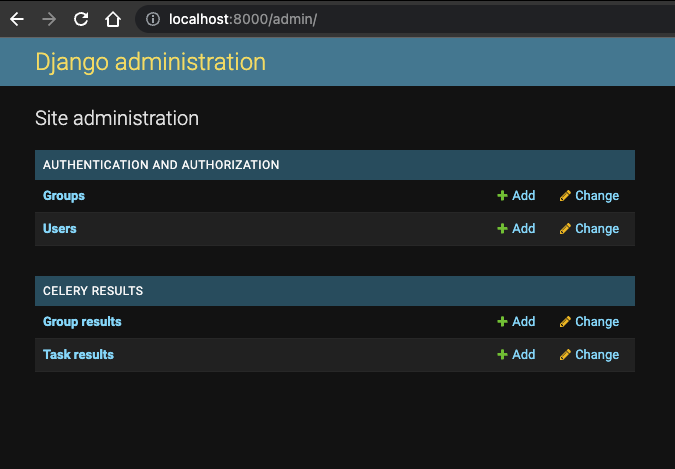 localhost:8000/admin/
Django administration
Site administration
AUTHENTICATION AND AUTHORIZATION
Groups Add Change
Users Add Change
CELERY RESULTS
Group results Add Change
Task results Add Change